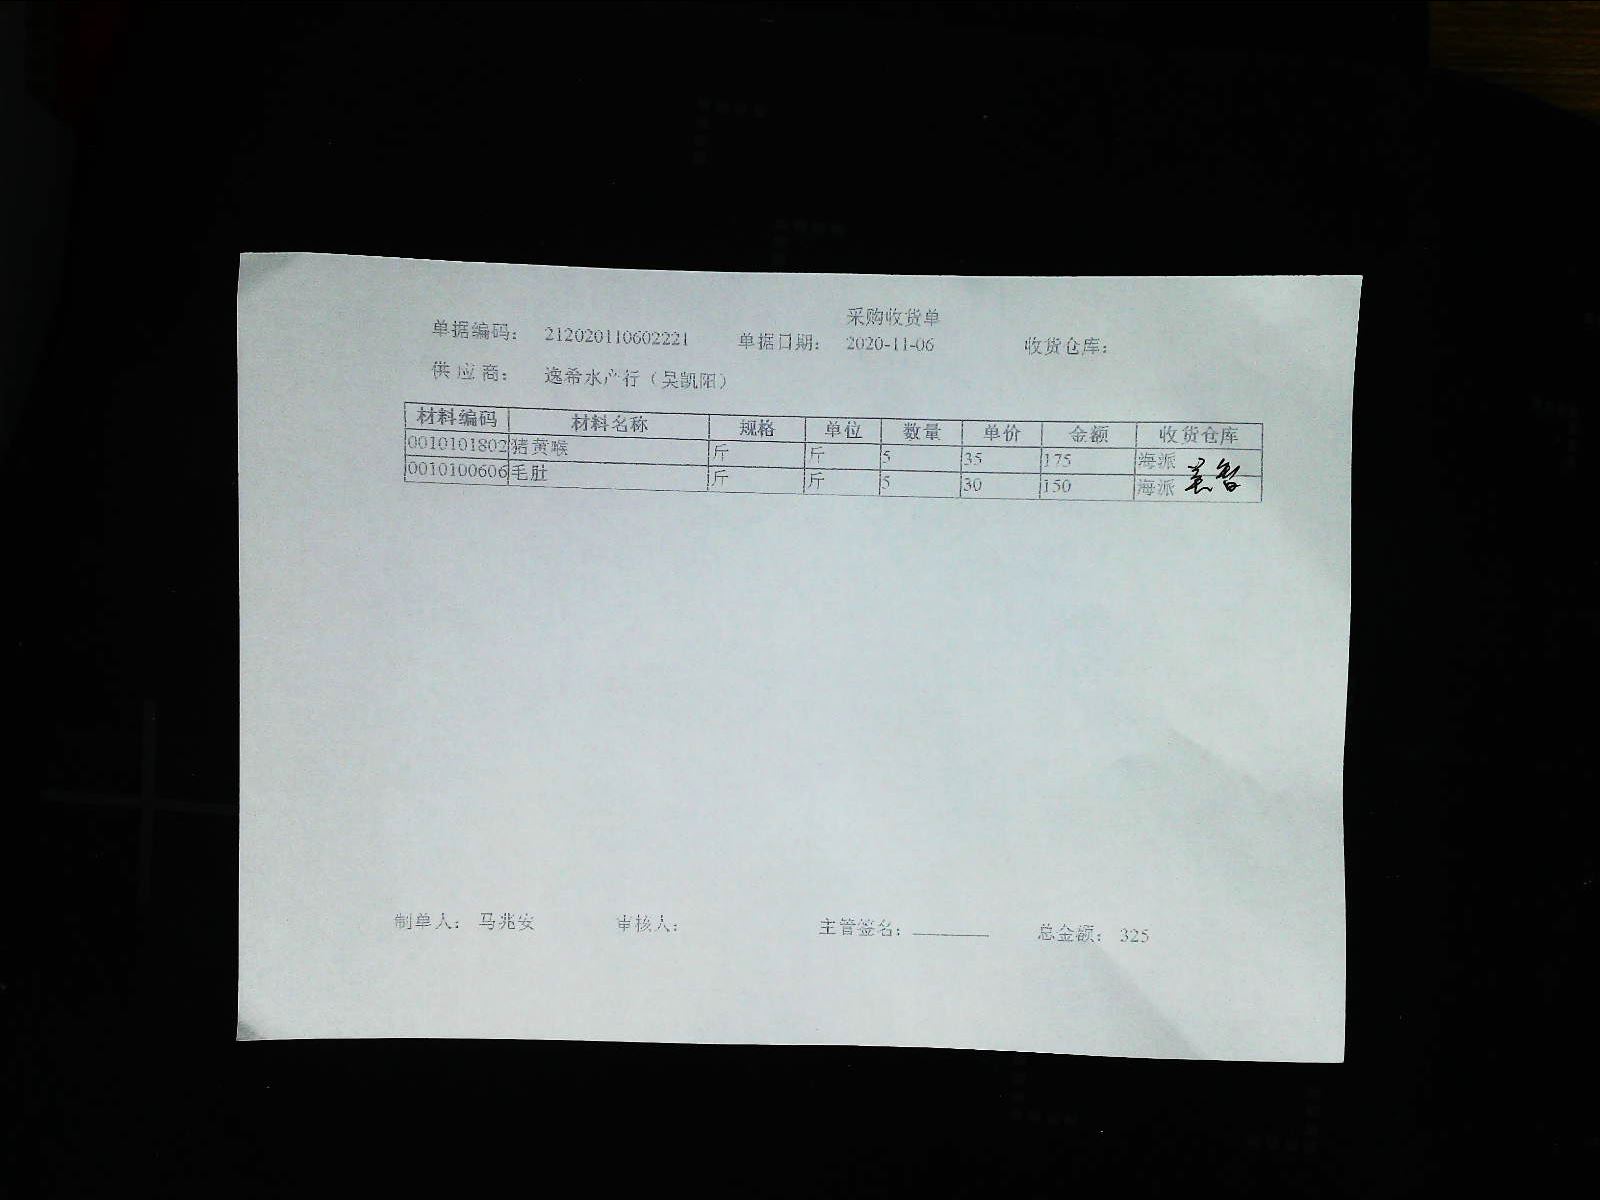 采购收货单
单据编码： 212020110602221 单据日期： 2020-11-06 收货仓库：
供 应 商： 逸希水产行（吴凯阳）
材料编码 材料名称 规格 单位 数量 单价 金额 收货仓库
0010101802 猪黄喉 斤 斤 5 35 175 海派
0010100606 毛肚 斤 斤 5 30 150 海派
制单人： 马兆安 审核人： 主管签名： 总金额： 325